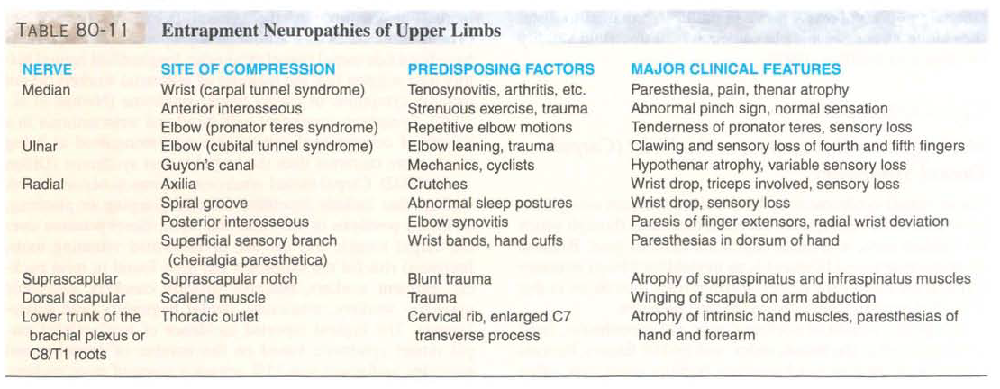 TABLE 80-11 Entrapment Neuropathies of Upper Limbs
NERVE SITE OF COMPRESSION PREDISPOSING FACTORS MAJOR CLINICAL FEATURES
Median Wrist (carpal tunnel syndrome) Tenosynovitis, arthritis, etc. Paresthesia, pain, thenar atrophy
Anterior interosseous Strenuous exercise, trauma Abnormal pinch sign, normal sensation
Elbow (pronator teres syndrome) Repetitive elbow motions Tenderness of pronator teres, sensory loss
Ulnar Elbow (cubital tunnel syndrome) Elbow leaning, trauma Clawing and sensory loss of fourth and fifth fingers
Guyon's canal Mechanics, cyclists Hypothenar atrophy, variable sensory loss
Radial Axilia Crutches Wrist drop, triceps involved, sensory loss
Spiral groove Abnormal sleep postures Wrist drop, sensory loss
Posterior interosseous Elbow synovitis Paresis of finger extensors, radial wrist deviation
Superficial sensory branch Wrist bands, hand cuffs Paresthesias in dorsum of hand
(cheiralgia paresthetica)
Suprascapular Suprascapular notch Blunt trauma Atrophy of supraspinatus and infraspinatus muscles
Dorsal scapular Scalene muscle Trauma Winging of scapula on arm abduction
Lower trunk of the Thoracic outlet Cervical rib, enlarged C7 Atrophy of intrinsic hand muscles, paresthesias of
brachial plexus or transverse process hand and forearm
C8/T1 roots